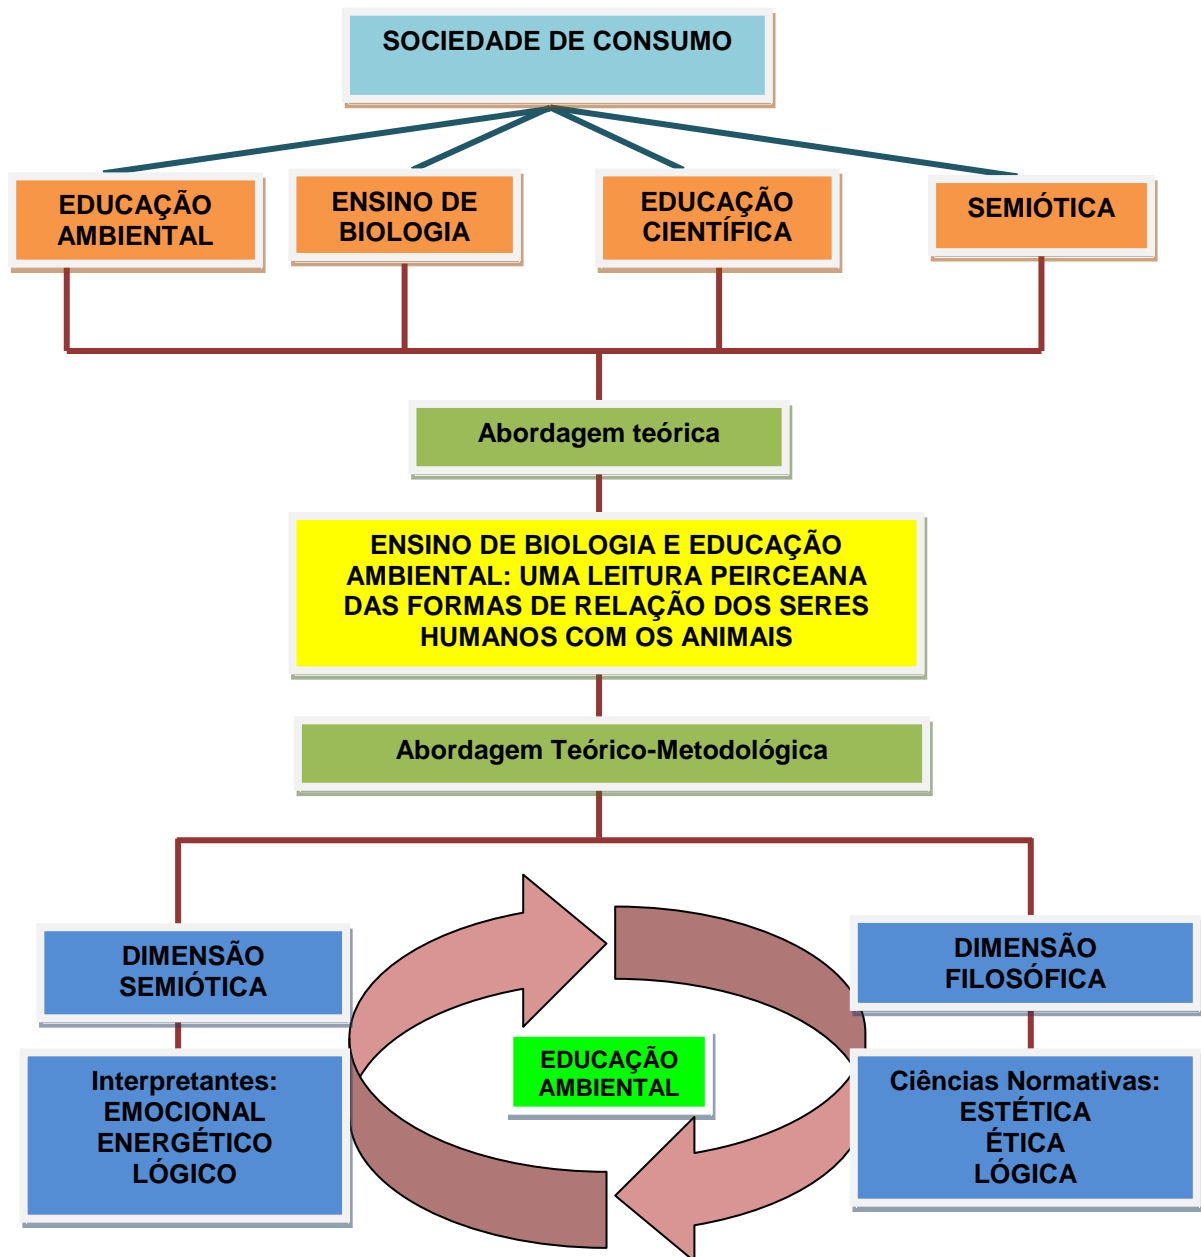 SOCIEDADE DE CONSUMO
EDUCAÇÃO
AMBIENTAL
ENSINO DE
BIOLOGIA
EDUCAÇÃO
CIENTÍFICA
SEMIÓTICA
Abordagem teórica
ENSINO DE BIOLOGIA E EDUCAÇÃO
AMBIENTAL: UMA LEITURA PEIRCEANA
DAS FORMAS DE RELAÇÃO DOS SERES
HUMANOS COM OS ANIMAIS
Abordagem Teórico-Metodológica
DIMENSÃO
SEMIÓTICA
DIMENSÃO
FILOSÓFICA
EDUCAÇÃO
AMBIENTAL
Interpretantes:
EMOCIONAL
ENERGÉTICO
LÓGICO
Ciências Normativas:
ESTÉTICA
ÉTICA
LÓGICA